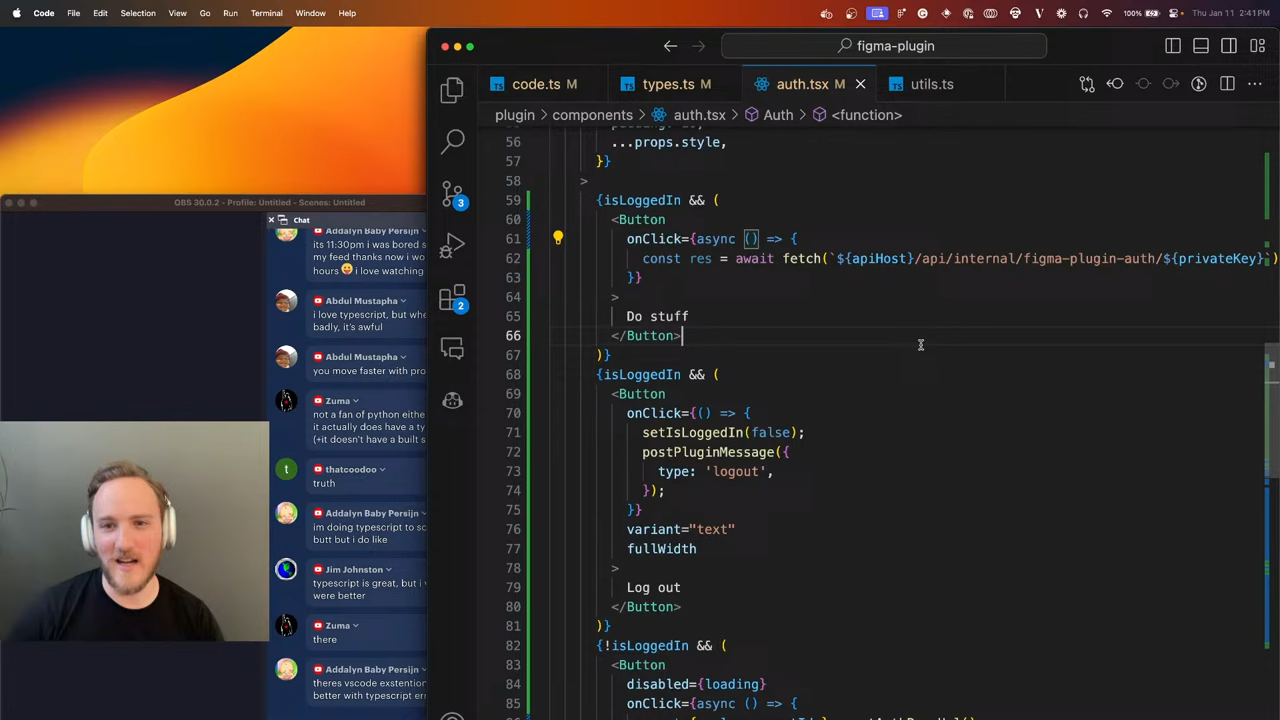 Code File Edit Selection View Go Run Terminal Window Help
100% Thu Jan 11 2:41 PM
figma-plugin
code.ts M types.ts M auth.tsx M utils.ts
plugin > components > auth.tsx > Auth > <function>
OBS 30.0.2 - Profile: Untitled - Scenes: Untitled
Chat
Addalyn Baby Persijn
its 11:30pm i was bored s
my feed thanks now i wo
hours 😛 i love watching
Abdul Mustapha
i love typescript, but whe
badly, it's awful
Abdul Mustapha
you move faster with pro
Zuma
not a fan of python eithe
it actually does have a ty
(+it doesn't have a built s
t thatcoodoo
truth
Addalyn Baby Persijn
im doing typescript to sc
butt but i do like
Jim Johnston
typescript is great, but i v
were better
Zuma
there
Addalyn Baby Persijn
theres vscode exstention
better with typescript err
3
2
56 ...props.style,
57 }}
58 >
59 {isLoggedIn && (
60 <Button
61 onClick={async () => {
62 const res = await fetch(`${apiHost}/api/internal/figma-plugin-auth/${privateKey}`)
63 }}
64 >
65 Do stuff
66 </Button>
67 )}
68 {isLoggedIn && (
69 <Button
70 onClick={() => {
71 setIsLoggedIn(false);
72 postPluginMessage({
73 type: 'logout',
74 });
75 }}
76 variant="text"
77 fullWidth
78 >
79 Log out
80 </Button>
81 )}
82 {!isLoggedIn && (
83 <Button
84 disabled={loading}
85 onClick={async () => {